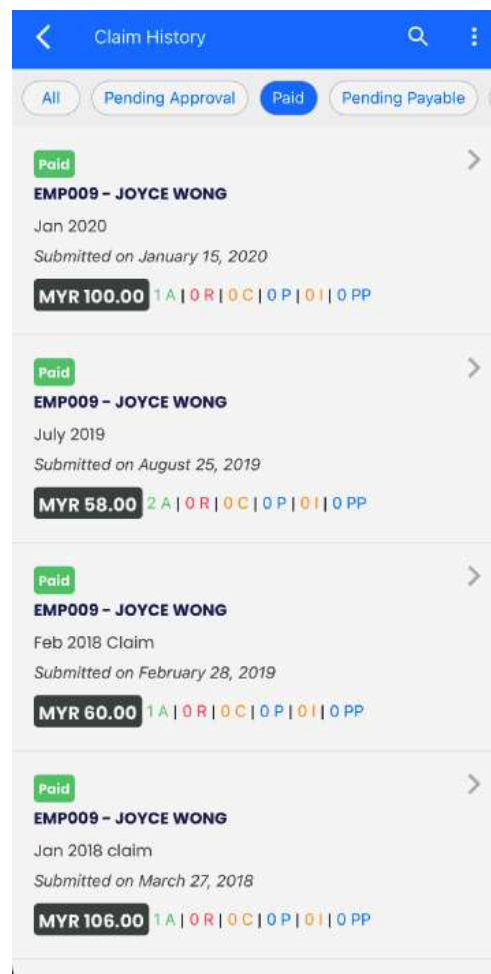 Claim History
All Pending Approval Paid Pending Payable
Paid
EMP009 - JOYCE WONG
Jan 2020
Submitted on January 15, 2020
MYR 100.00 1 A | 0 R | 0 C | 0 P | 0 I | 0 PP
Paid
EMP009 - JOYCE WONG
July 2019
Submitted on August 25, 2019
MYR 58.00 2 A | 0 R | 0 C | 0 P | 0 I | 0 PP
Paid
EMP009 - JOYCE WONG
Feb 2018 Claim
Submitted on February 28, 2019
MYR 60.00 1 A | 0 R | 0 C | 0 P | 0 I | 0 PP
Paid
EMP009 - JOYCE WONG
Jan 2018 claim
Submitted on March 27, 2018
MYR 106.00 1 A | 0 R | 0 C | 0 P | 0 I | 0 PP